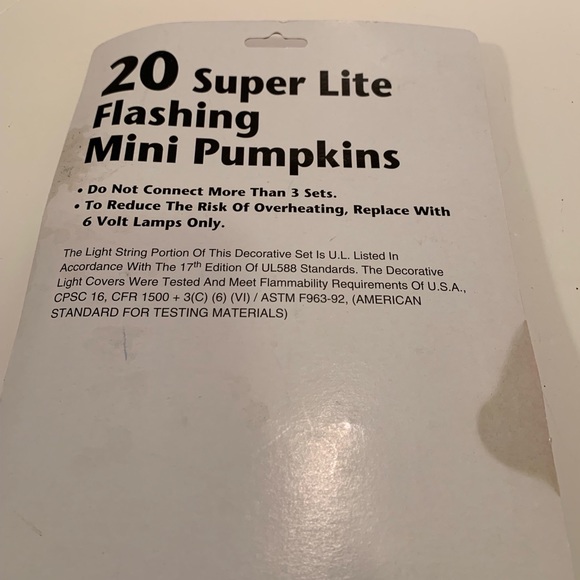 20 Super Lite
Flashing
Mini Pumpkins
• Do Not Connect More Than 3 Sets.
• To Reduce The Risk Of Overheating, Replace With
6 Volt Lamps Only.
The Light String Portion Of This Decorative Set Is U.L. Listed In
Accordance With The 17th Edition Of UL588 Standards. The Decorative
Light Covers Were Tested And Meet Flammability Requirements Of U.S.A.,
CPSC 16, CFR 1500 + 3(C) (6) (VI) / ASTM F963-92, (AMERICAN
STANDARD FOR TESTING MATERIALS)